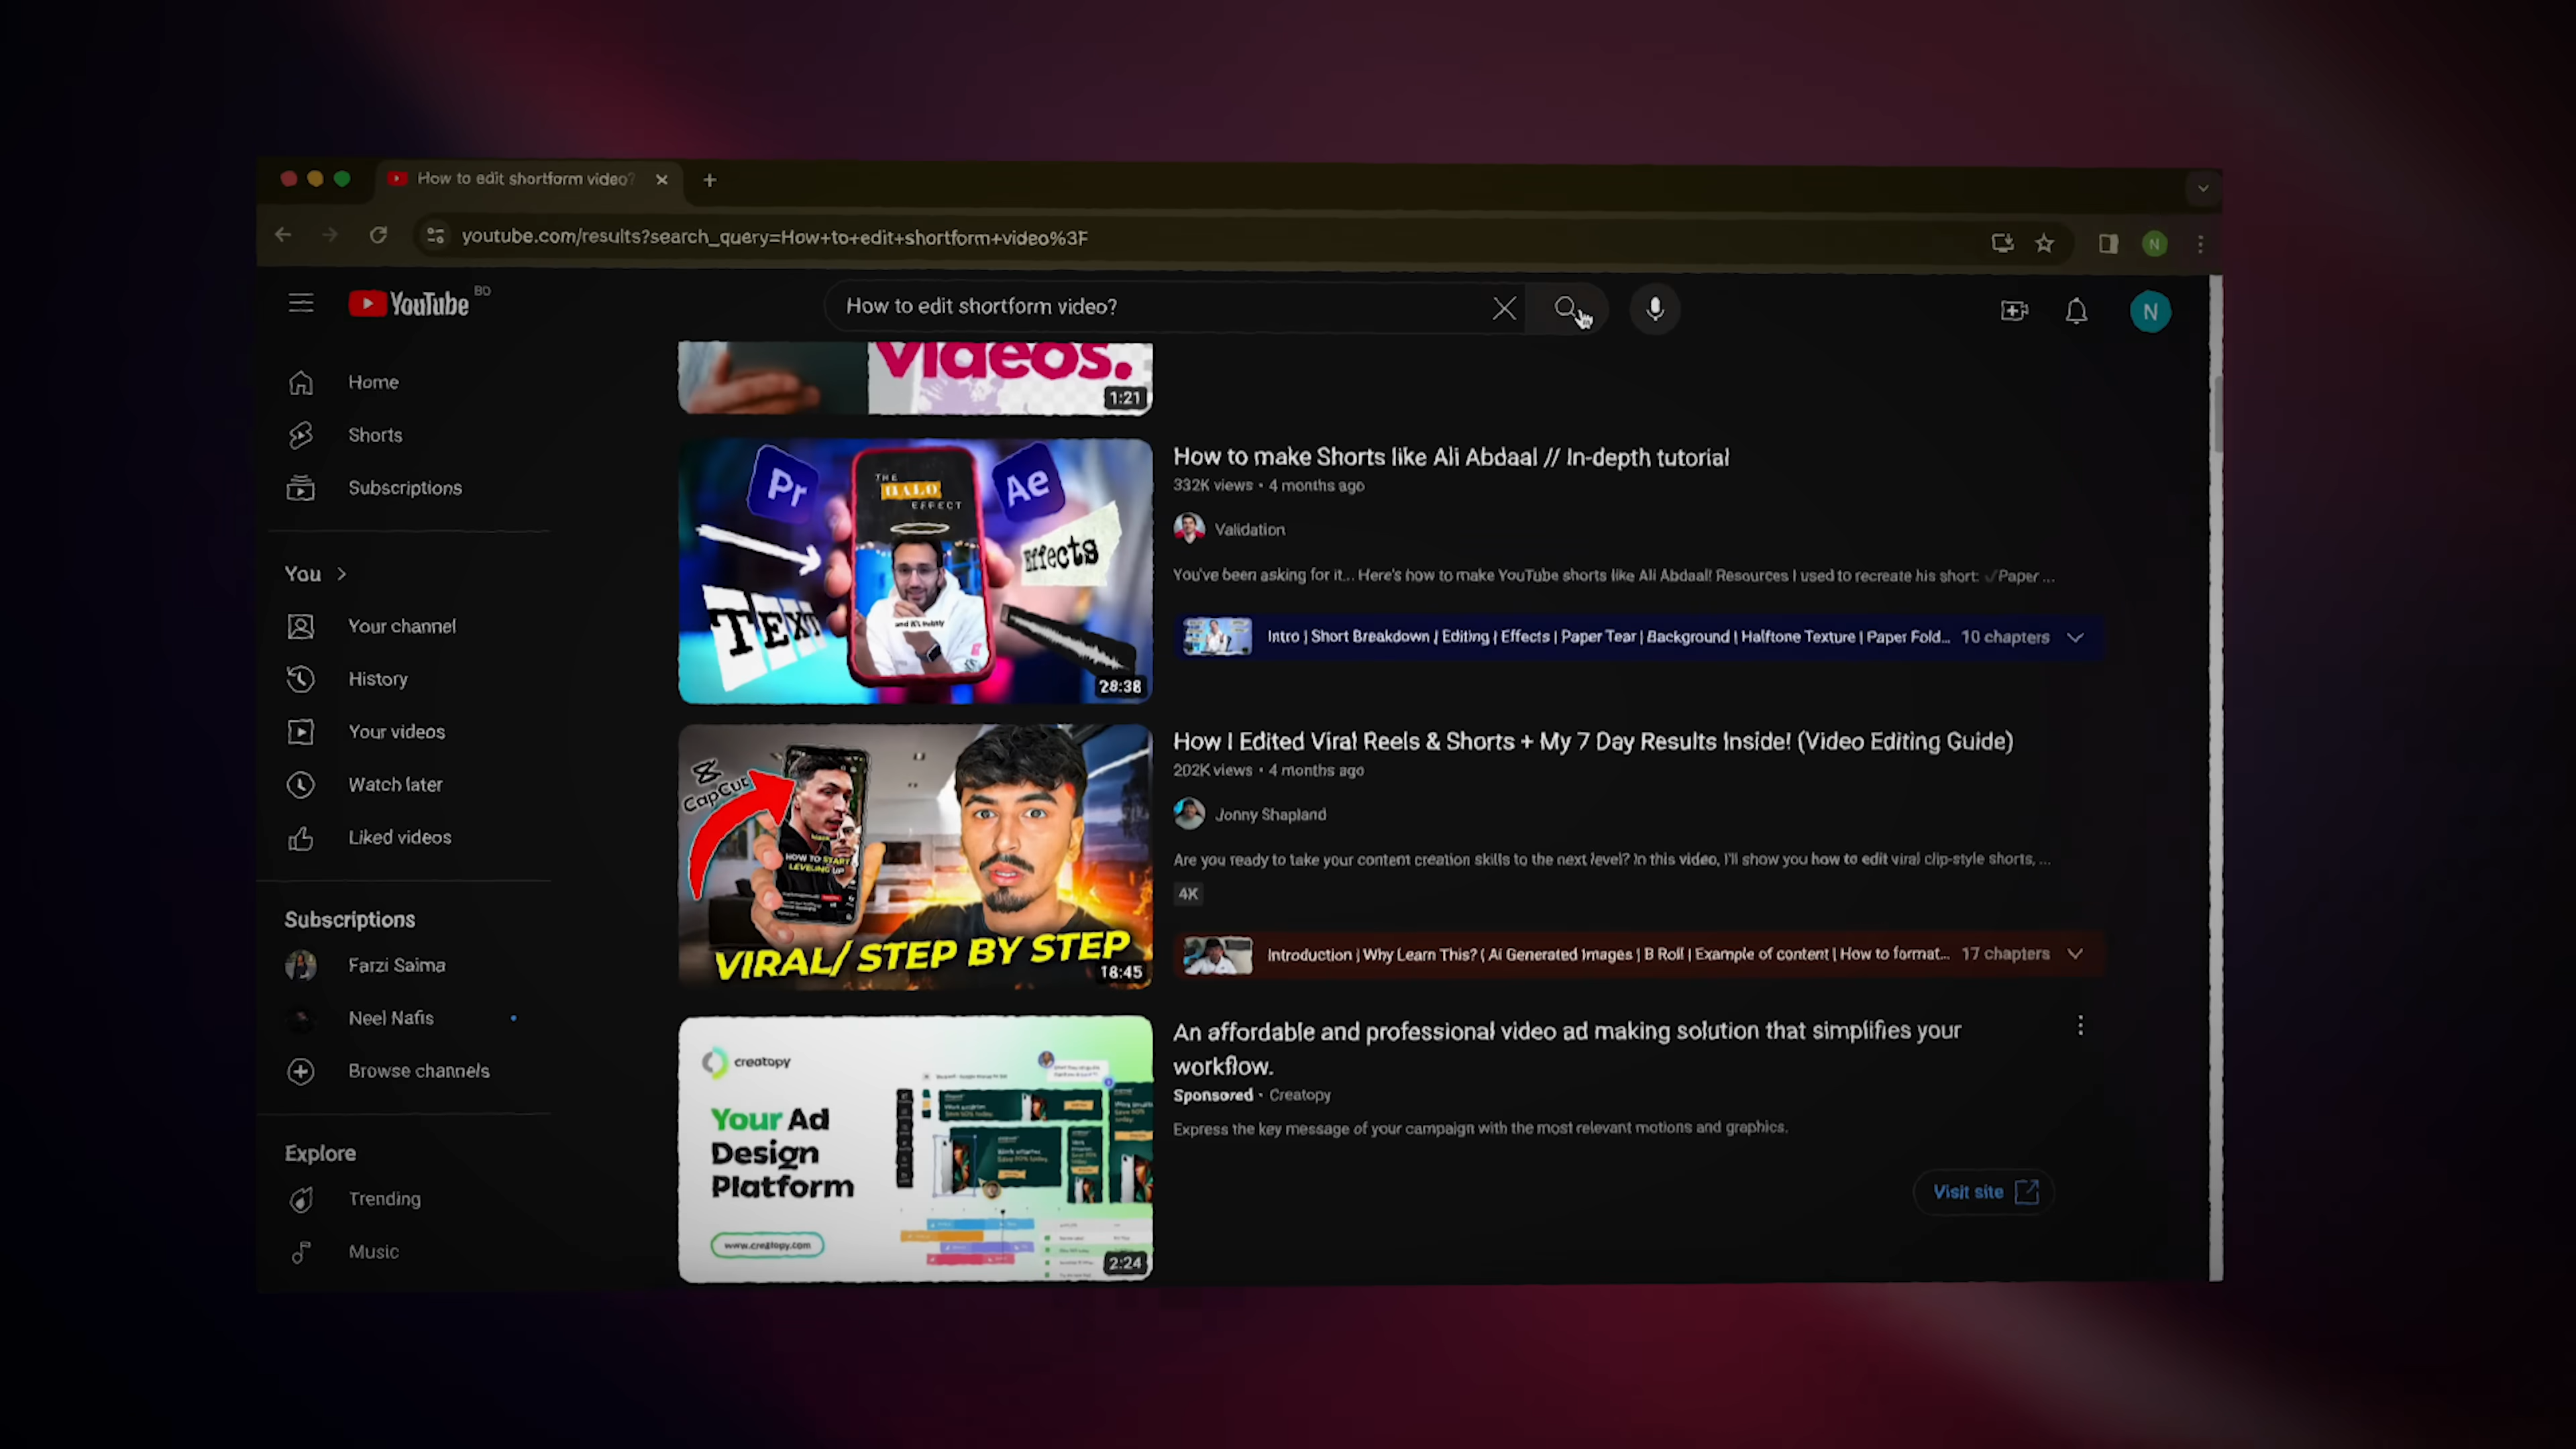 How to edit shortform video?
youtube.com/results?search_query=How+to+edit+shortform+video%3F
N
YouTube
BD
How to edit shortform video?
N
Home
Shorts
Subscriptions
You
Your channel
History
Your videos
Watch later
Liked videos
Subscriptions
Farzi Saima
Neel Nafis
Browse channels
Explore
Trending
Music
videos.
1:21
Pr
THE
HALO
EFFECT
Ae
Effects
TEXT
28:38
How to make Shorts like Ali Abdaal // In-depth tutorial
332K views • 4 months ago
Validation
You've been asking for it... Here's how to make YouTube shorts like Ali Abdaal! Resources I used to recreate his short: ✓Paper ...
Intro | Short Breakdown | Editing | Effects | Paper Tear | Background | Halftone Texture | Paper Fold... 10 chapters
CapCut
HOW TO START
LEVELING UP
VIRAL/ STEP BY STEP
18:45
How I Edited Viral Reels & Shorts + My 7 Day Results Inside! (Video Editing Guide)
202K views • 4 months ago
Jonny Shapland
Are you ready to take your content creation skills to the next level? In this video, I'll show you how to edit viral clip-style shorts, ...
4K
Introduction | Why Learn This? | Ai Generated Images | B Roll | Example of content | How to format... 17 chapters
creatopy
Your Ad
Design
Platform
www.creatopy.com
2:24
An affordable and professional video ad making solution that simplifies your
workflow.
Sponsored • Creatopy
Express the key message of your campaign with the most relevant motions and graphics.
Visit site